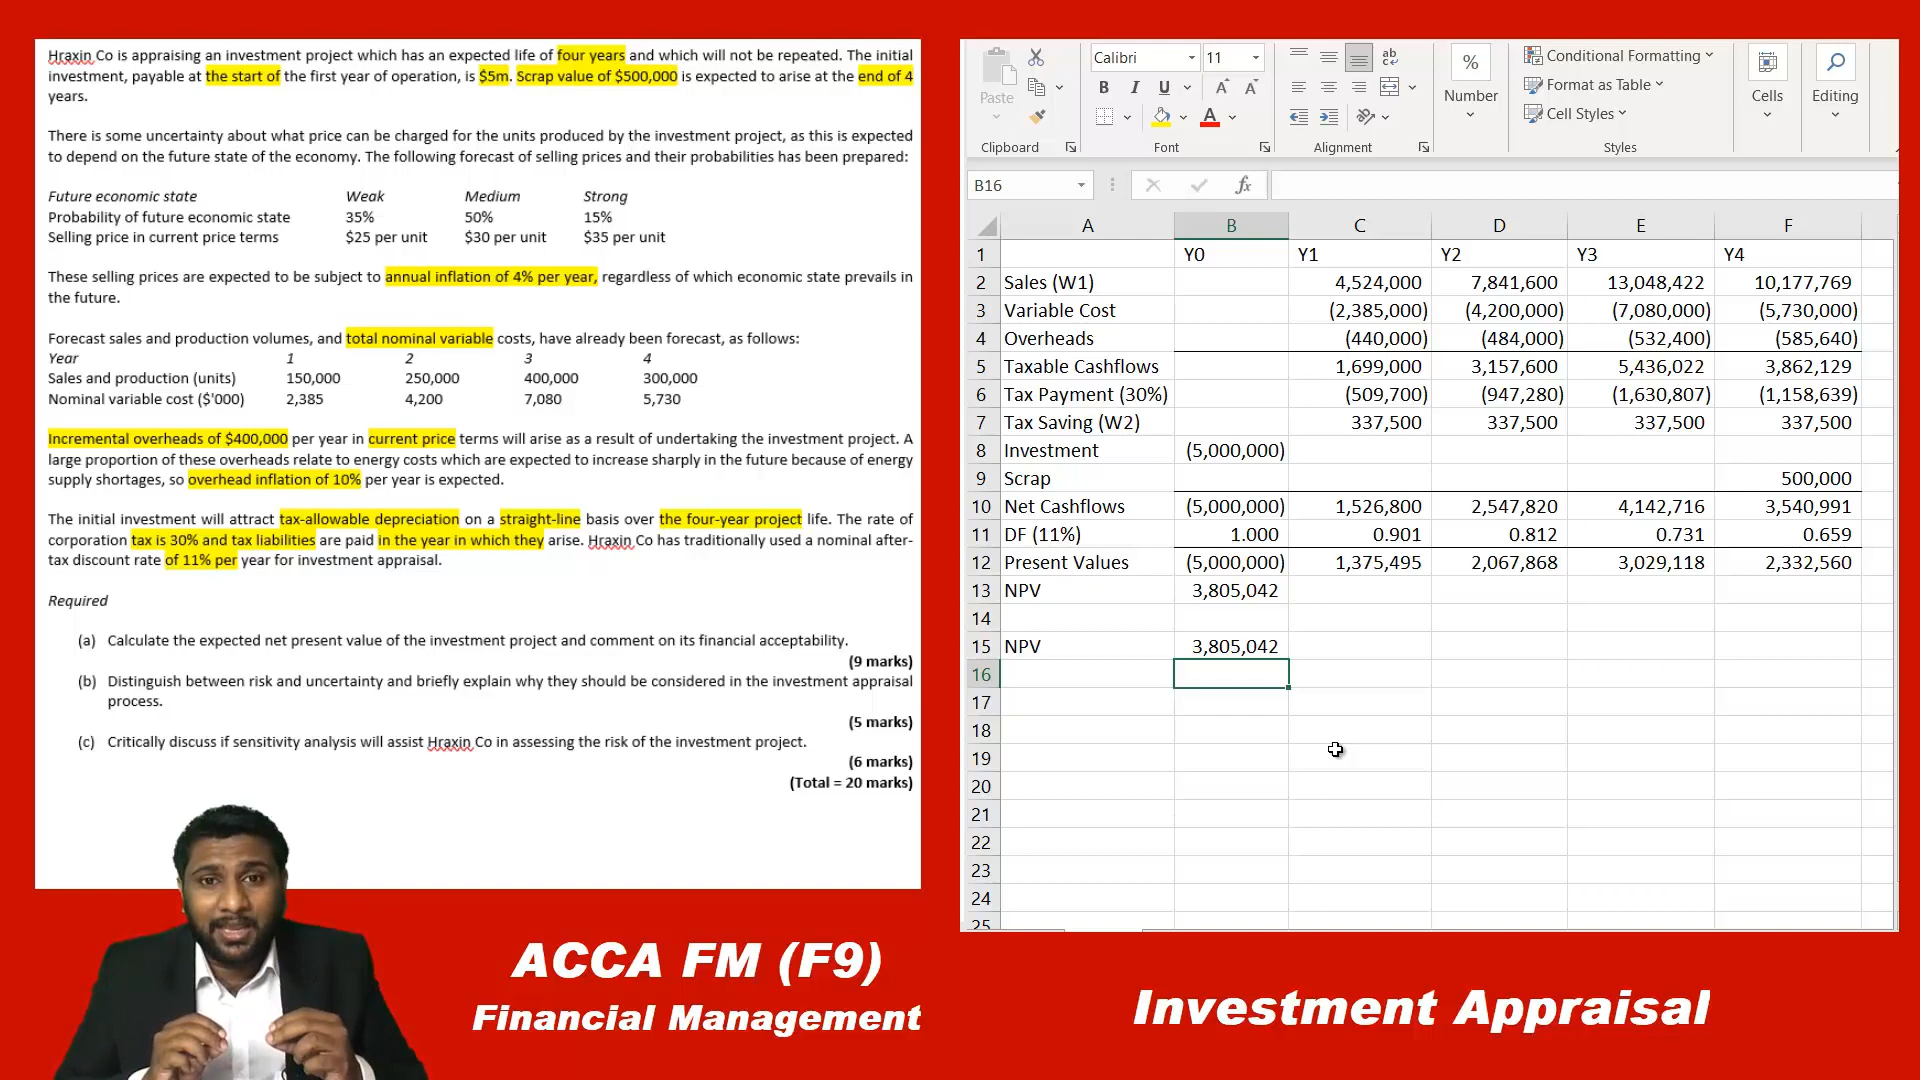 Hraxin Co is appraising an investment project which has an expected life of four years and which will not be repeated. The initial
investment, payable at the start of the first year of operation, is $5m. Scrap value of $500,000 is expected to arise at the end of 4
years.
There is some uncertainty about what price can be charged for the units produced by the investment project, as this is expected
to depend on the future state of the economy. The following forecast of selling prices and their probabilities has been prepared:
Future economic state Weak Medium Strong
Probability of future economic state 35% 50% 15%
Selling price in current price terms $25 per unit $30 per unit $35 per unit
These selling prices are expected to be subject to annual inflation of 4% per year, regardless of which economic state prevails in
the future.
Forecast sales and production volumes, and total nominal variable costs, have already been forecast, as follows:
Year 1 2 3 4
Sales and production (units) 150,000 250,000 400,000 300,000
Nominal variable cost ($'000) 2,385 4,200 7,080 5,730
Incremental overheads of $400,000 per year in current price terms will arise as a result of undertaking the investment project. A
large proportion of these overheads relate to energy costs which are expected to increase sharply in the future because of energy
supply shortages, so overhead inflation of 10% per year is expected.
The initial investment will attract tax-allowable depreciation on a straight-line basis over the four-year project life. The rate of
corporation tax is 30% and tax liabilities are paid in the year in which they arise. Hraxin Co has traditionally used a nominal after-
tax discount rate of 11% per year for investment appraisal.
Required
(a) Calculate the expected net present value of the investment project and comment on its financial acceptability.
(9 marks)
(b) Distinguish between risk and uncertainty and briefly explain why they should be considered in the investment appraisal
process.
(5 marks)
(c) Critically discuss if sensitivity analysis will assist Hraxin Co in assessing the risk of the investment project.
(6 marks)
(Total = 20 marks)
ACCA FM (F9)
Financial Management
Paste
Calibri 11
B I U A A
A
ab
%
Number
Conditional Formatting
Format as Table
Cell Styles
Cells
Editing
Clipboard Font Alignment Styles
B16 fx
A B C D E F
1 Y0 Y1 Y2 Y3 Y4
2 Sales (W1) 4,524,000 7,841,600 13,048,422 10,177,769
3 Variable Cost (2,385,000) (4,200,000) (7,080,000) (5,730,000)
4 Overheads (440,000) (484,000) (532,400) (585,640)
5 Taxable Cashflows 1,699,000 3,157,600 5,436,022 3,862,129
6 Tax Payment (30%) (509,700) (947,280) (1,630,807) (1,158,639)
7 Tax Saving (W2) 337,500 337,500 337,500 337,500
8 Investment (5,000,000)
9 Scrap 500,000
10 Net Cashflows (5,000,000) 1,526,800 2,547,820 4,142,716 3,540,991
11 DF (11%) 1.000 0.901 0.812 0.731 0.659
12 Present Values (5,000,000) 1,375,495 2,067,868 3,029,118 2,332,560
13 NPV 3,805,042
14
15 NPV 3,805,042
16
17
18
19
20
21
22
23
24
25
Investment Appraisal